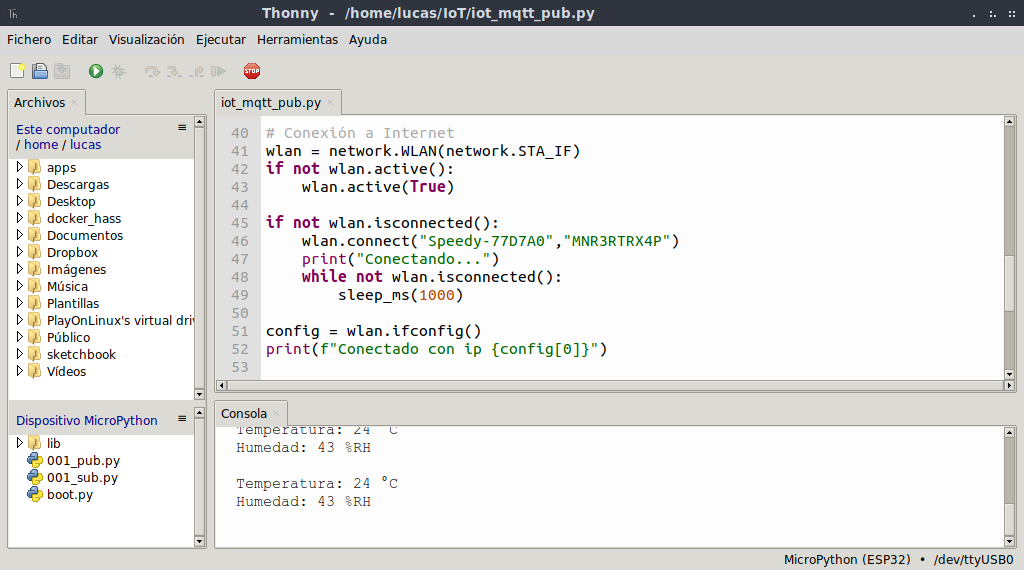 Th
Thonny - /home/lucas/IoT/iot_mqtt_pub.py
Fichero Editar Visualización Ejecutar Herramientas Ayuda
STOP
Archivos
Este computador
/ home / lucas
apps
Descargas
Desktop
docker_hass
Documentos
Dropbox
Imágenes
Música
Plantillas
PlayOnLinux's virtual driv
Público
sketchbook
Vídeos
Dispositivo MicroPython
lib
001_pub.py
001_sub.py
boot.py
iot_mqtt_pub.py
40 # Conexión a Internet
41 wlan = network.WLAN(network.STA_IF)
42 if not wlan.active():
43     wlan.active(True)
44
45 if not wlan.isconnected():
46     wlan.connect("Speedy-77D7A0","MNR3RTRX4P")
47     print("Conectando...")
48     while not wlan.isconnected():
49         sleep_ms(1000)
50
51 config = wlan.ifconfig()
52 print(f"Conectado con ip {config[0]}")
53
Consola
Temperatura: 24 °C
Humedad: 43 %RH
Temperatura: 24 °C
Humedad: 43 %RH
MicroPython (ESP32) • /dev/ttyUSB0